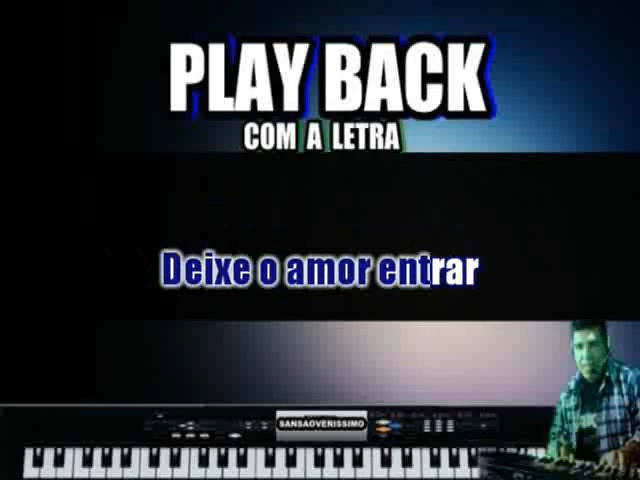 PLAY BACK
COM A LETRA
Deixe o amor entrar
SANSAOVERISSIMO